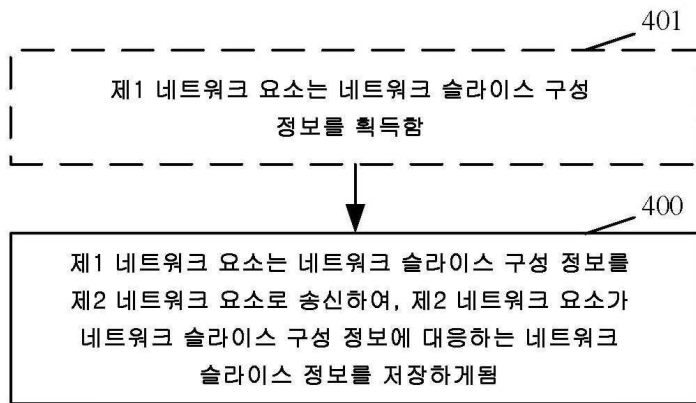 401
제1 네트워크 요소는 네트워크 슬라이스 구성
정보를 획득함
400
제1 네트워크 요소는 네트워크 슬라이스 구성 정보를
제2 네트워크 요소로 송신하여, 제2 네트워크 요소가
네트워크 슬라이스 구성 정보에 대응하는 네트워크
슬라이스 정보를 저장하게됨